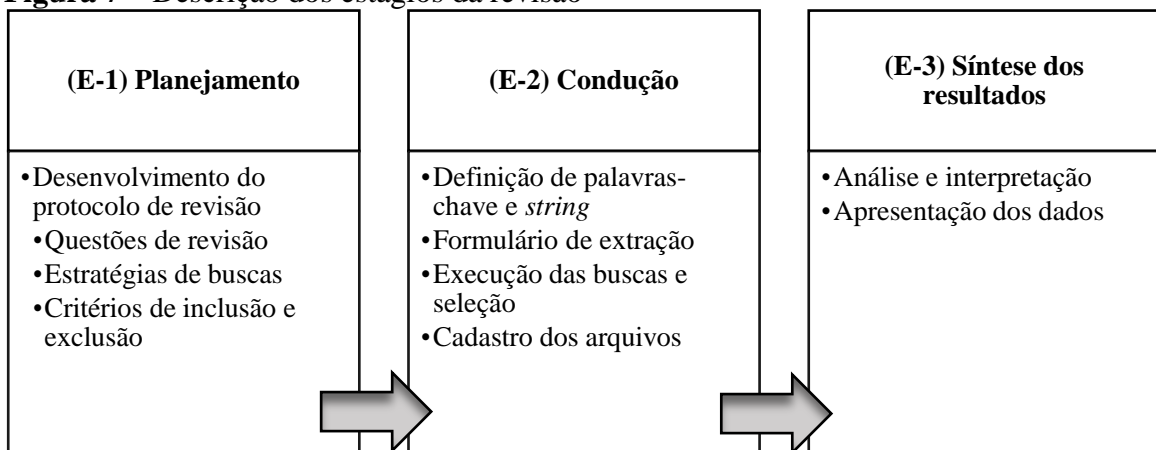 Figura 7 – Descrição dos estágios da revisão
(E-1) Planejamento
•Desenvolvimento do
protocolo de revisão
•Questões de revisão
•Estratégias de buscas
•Critérios de inclusão e
exclusão
(E-2) Condução
•Definição de palavras-
chave e string
•Formulário de extração
•Execução das buscas e
seleção
•Cadastro dos arquivos
(E-3) Síntese dos
resultados
•Análise e interpretação
•Apresentação dos dados